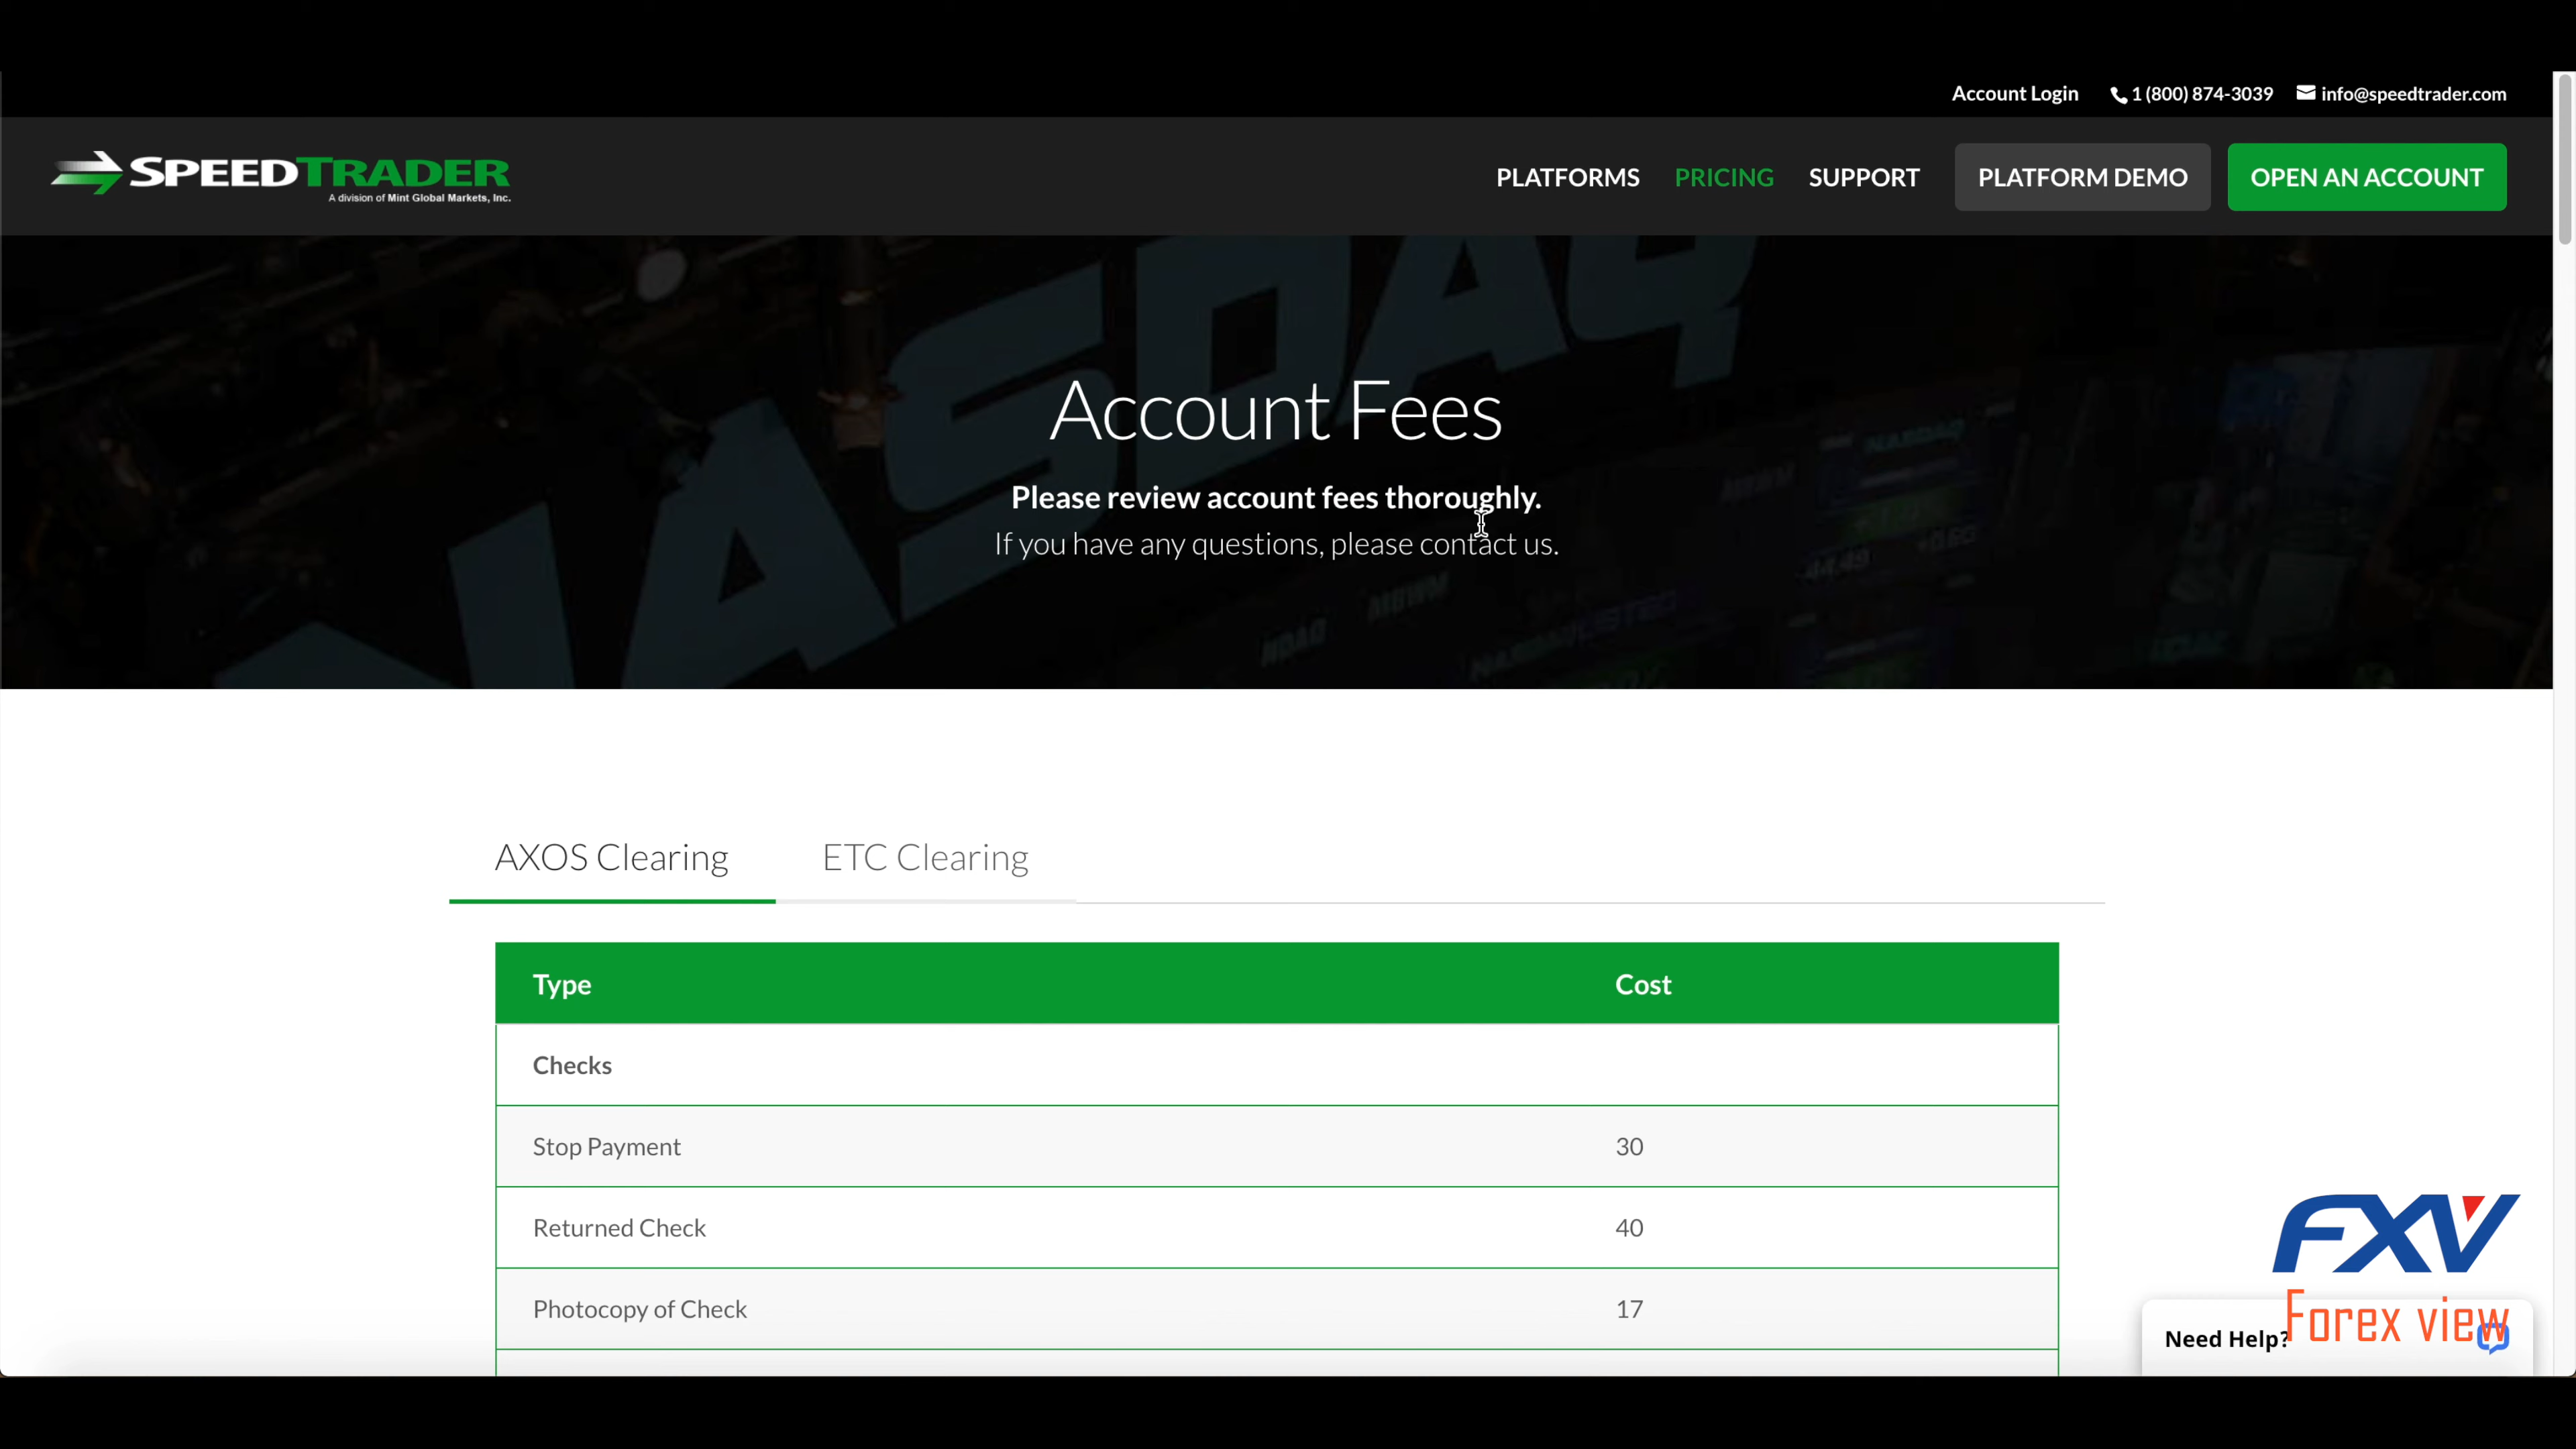 Account Login 1 (800) 874-3039 info@speedtrader.com
SPEEDTRADER
A division of Mint Global Markets, Inc.
PLATFORMS PRICING SUPPORT PLATFORM DEMO OPEN AN ACCOUNT
NASDAQ
Account Fees
Please review account fees thoroughly.
If you have any questions, please contact us.
AXOS Clearing ETC Clearing
Type Cost
Checks
Stop Payment 30
Returned Check 40
Photocopy of Check 17
FXV
Forex view
Need Help?